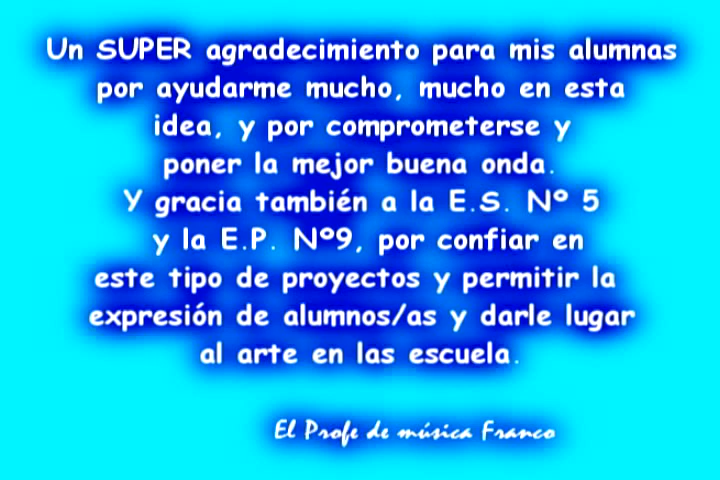 Un SUPER agradecimiento para mis alumnas
por ayudarme mucho, mucho en esta
idea, y por comprometerse y
poner la mejor buena onda.
Y gracia también a la E.S. Nº 5
y la E.P. Nº9, por confiar en
este tipo de proyectos y permitir la
expresión de alumnos/as y darle lugar
al arte en las escuela.
El Profe de música Franco